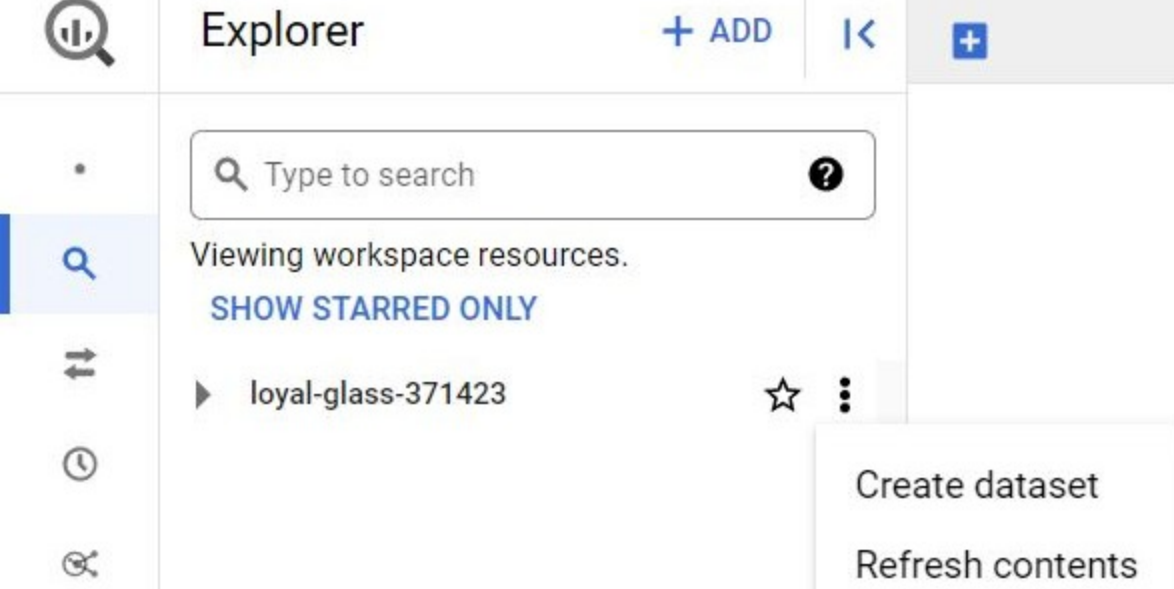 Explorer
+ ADD
Type to search
Viewing workspace resources.
SHOW STARRED ONLY
loyal-glass-371423
Create dataset
Refresh contents